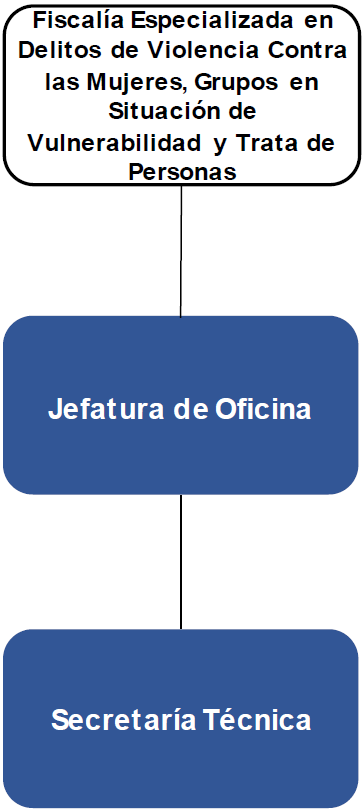 Fiscalía Especializada en
Delitos de Violencia Contra
las Mujeres, Grupos en
Situación de
Vulnerabilidad y Trata de
Personas
Jefatura de Oficina
Secretaría Técnica